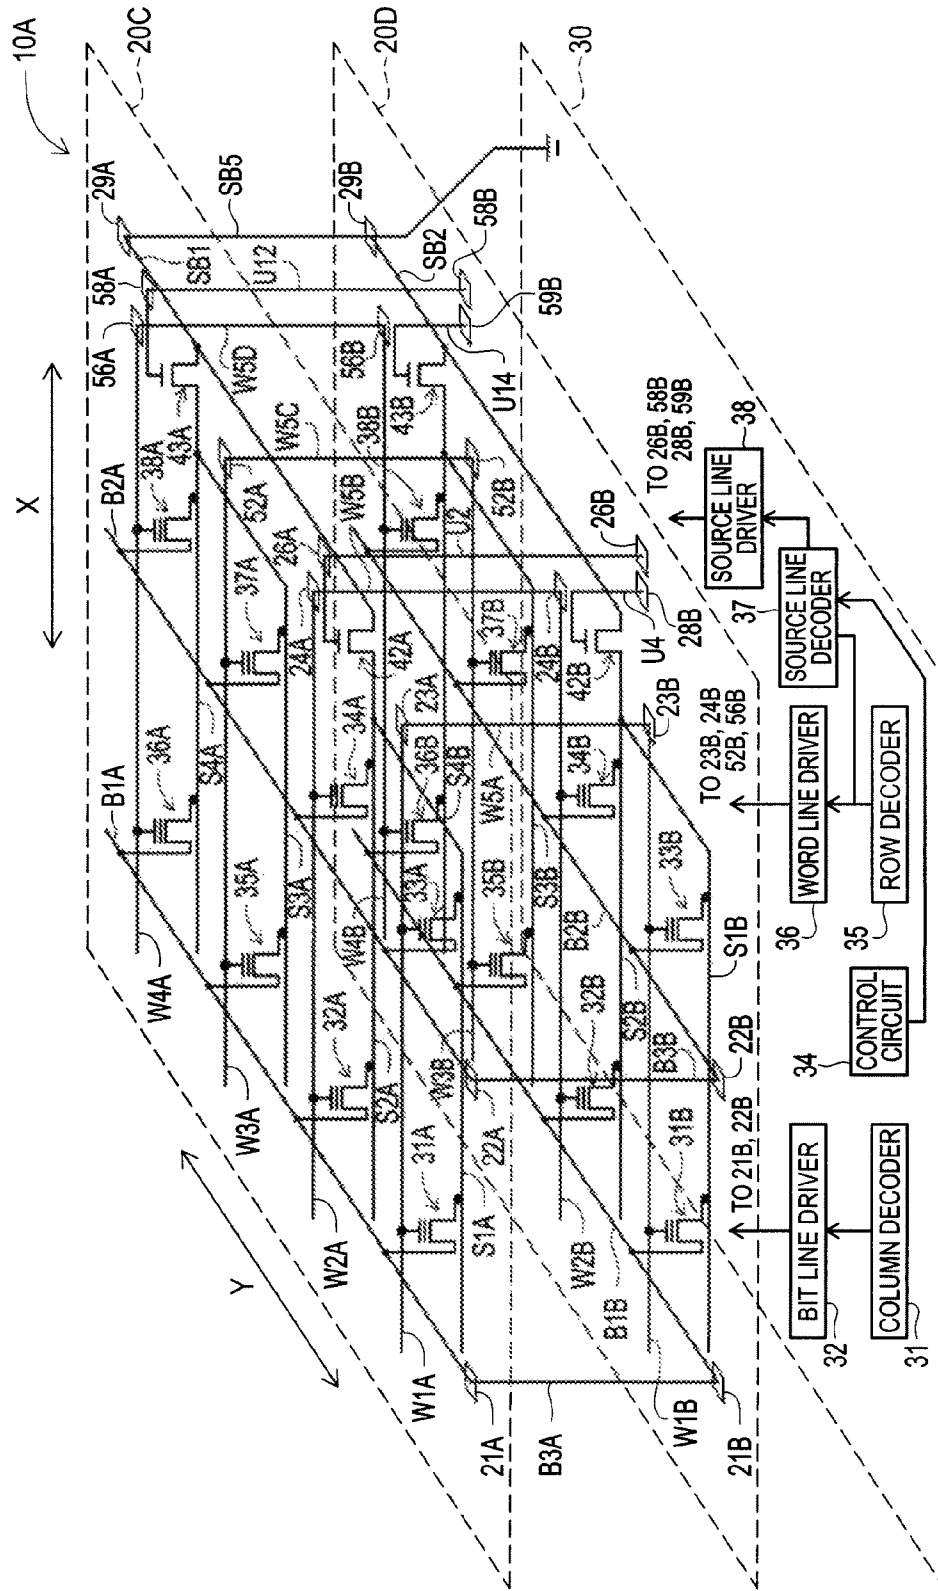 10A
20C
20D
30
X
Y
29A
SB5
29B
58B
58A
SB1
U12
SB2
59B
56A
W5D
56B
U14
43B
38A
43A
B2A
W5C
38B
52A
52B
W5B
U2
26A
26B
37A
24A
42A
37B
24B
42B
U4
28B
B1A
36A
S4A
34A
23A
36B
S4B
W5A
34B
23B
35A
S3A
33A
35B
S3B
B2B
33B
S1B
W4A
W4B
32A
S2A
W3B
32B
S2B
B3B
22B
W3A
31A
22A
31B
W2A
S1A
W2B
B1B
W1A
21A
B3A
W1B
21B
TO 26B, 58B
28B, 59B
38
SOURCE LINE
DRIVER
37
SOURCE LINE
DECODER
TO 23B, 24B
52B, 56B
WORD LINE DRIVER
36
ROW DECODER
35
34
CONTROL
CIRCUIT
TO 21B, 22B
BIT LINE DRIVER
32
COLUMN DECODER
31